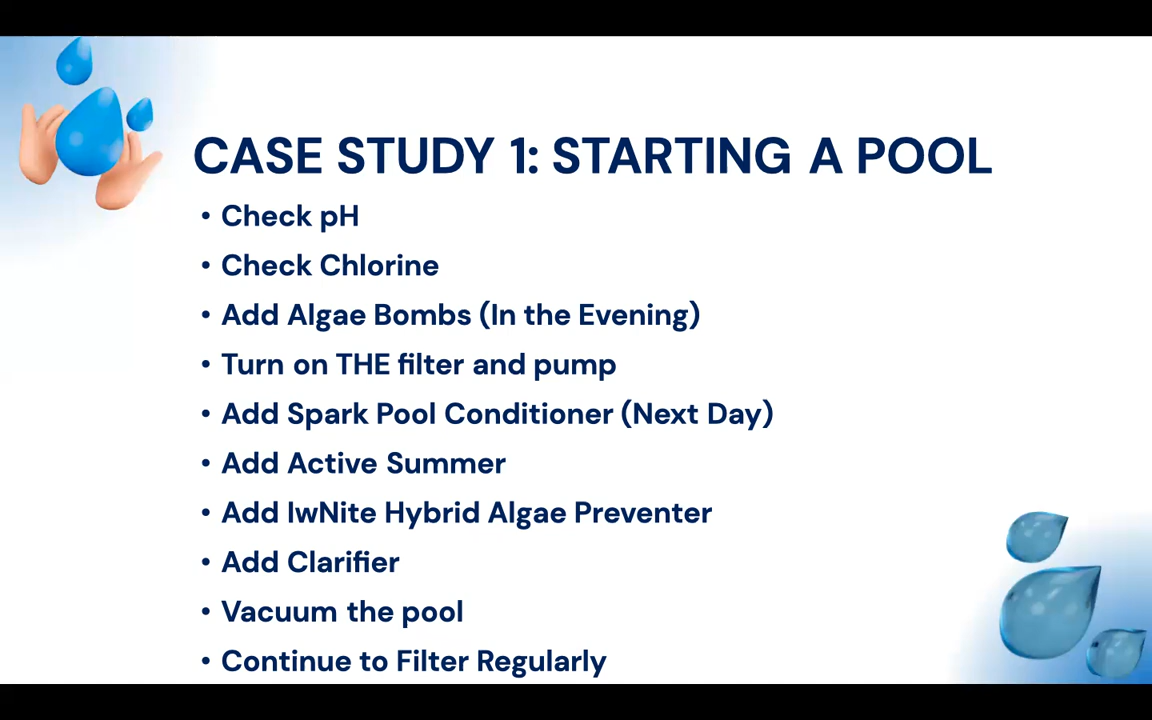 CASE STUDY 1: STARTING A POOL
• Check pH
• Check Chlorine
• Add Algae Bombs (In the Evening)
• Turn on THE filter and pump
• Add Spark Pool Conditioner (Next Day)
• Add Active Summer
• Add lwNite Hybrid Algae Preventer
• Add Clarifier
• Vacuum the pool
• Continue to Filter Regularly